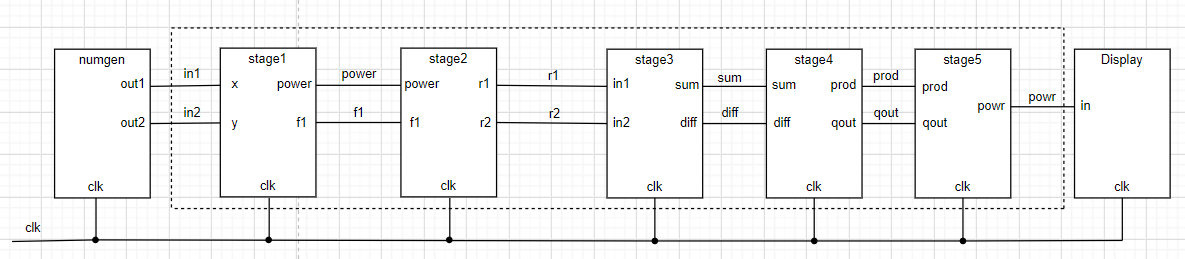 numgen
stage1
stage2
stage3
stage4
stage5
Display
out1 in1 x power power power r1 r1 in1 sum sum sum prod prod prod
powr powr in
out2 in2 y f1 f1 f1 r2 r2 in2 diff diff diff qout qout qout
clk clk clk clk clk clk clk
clk